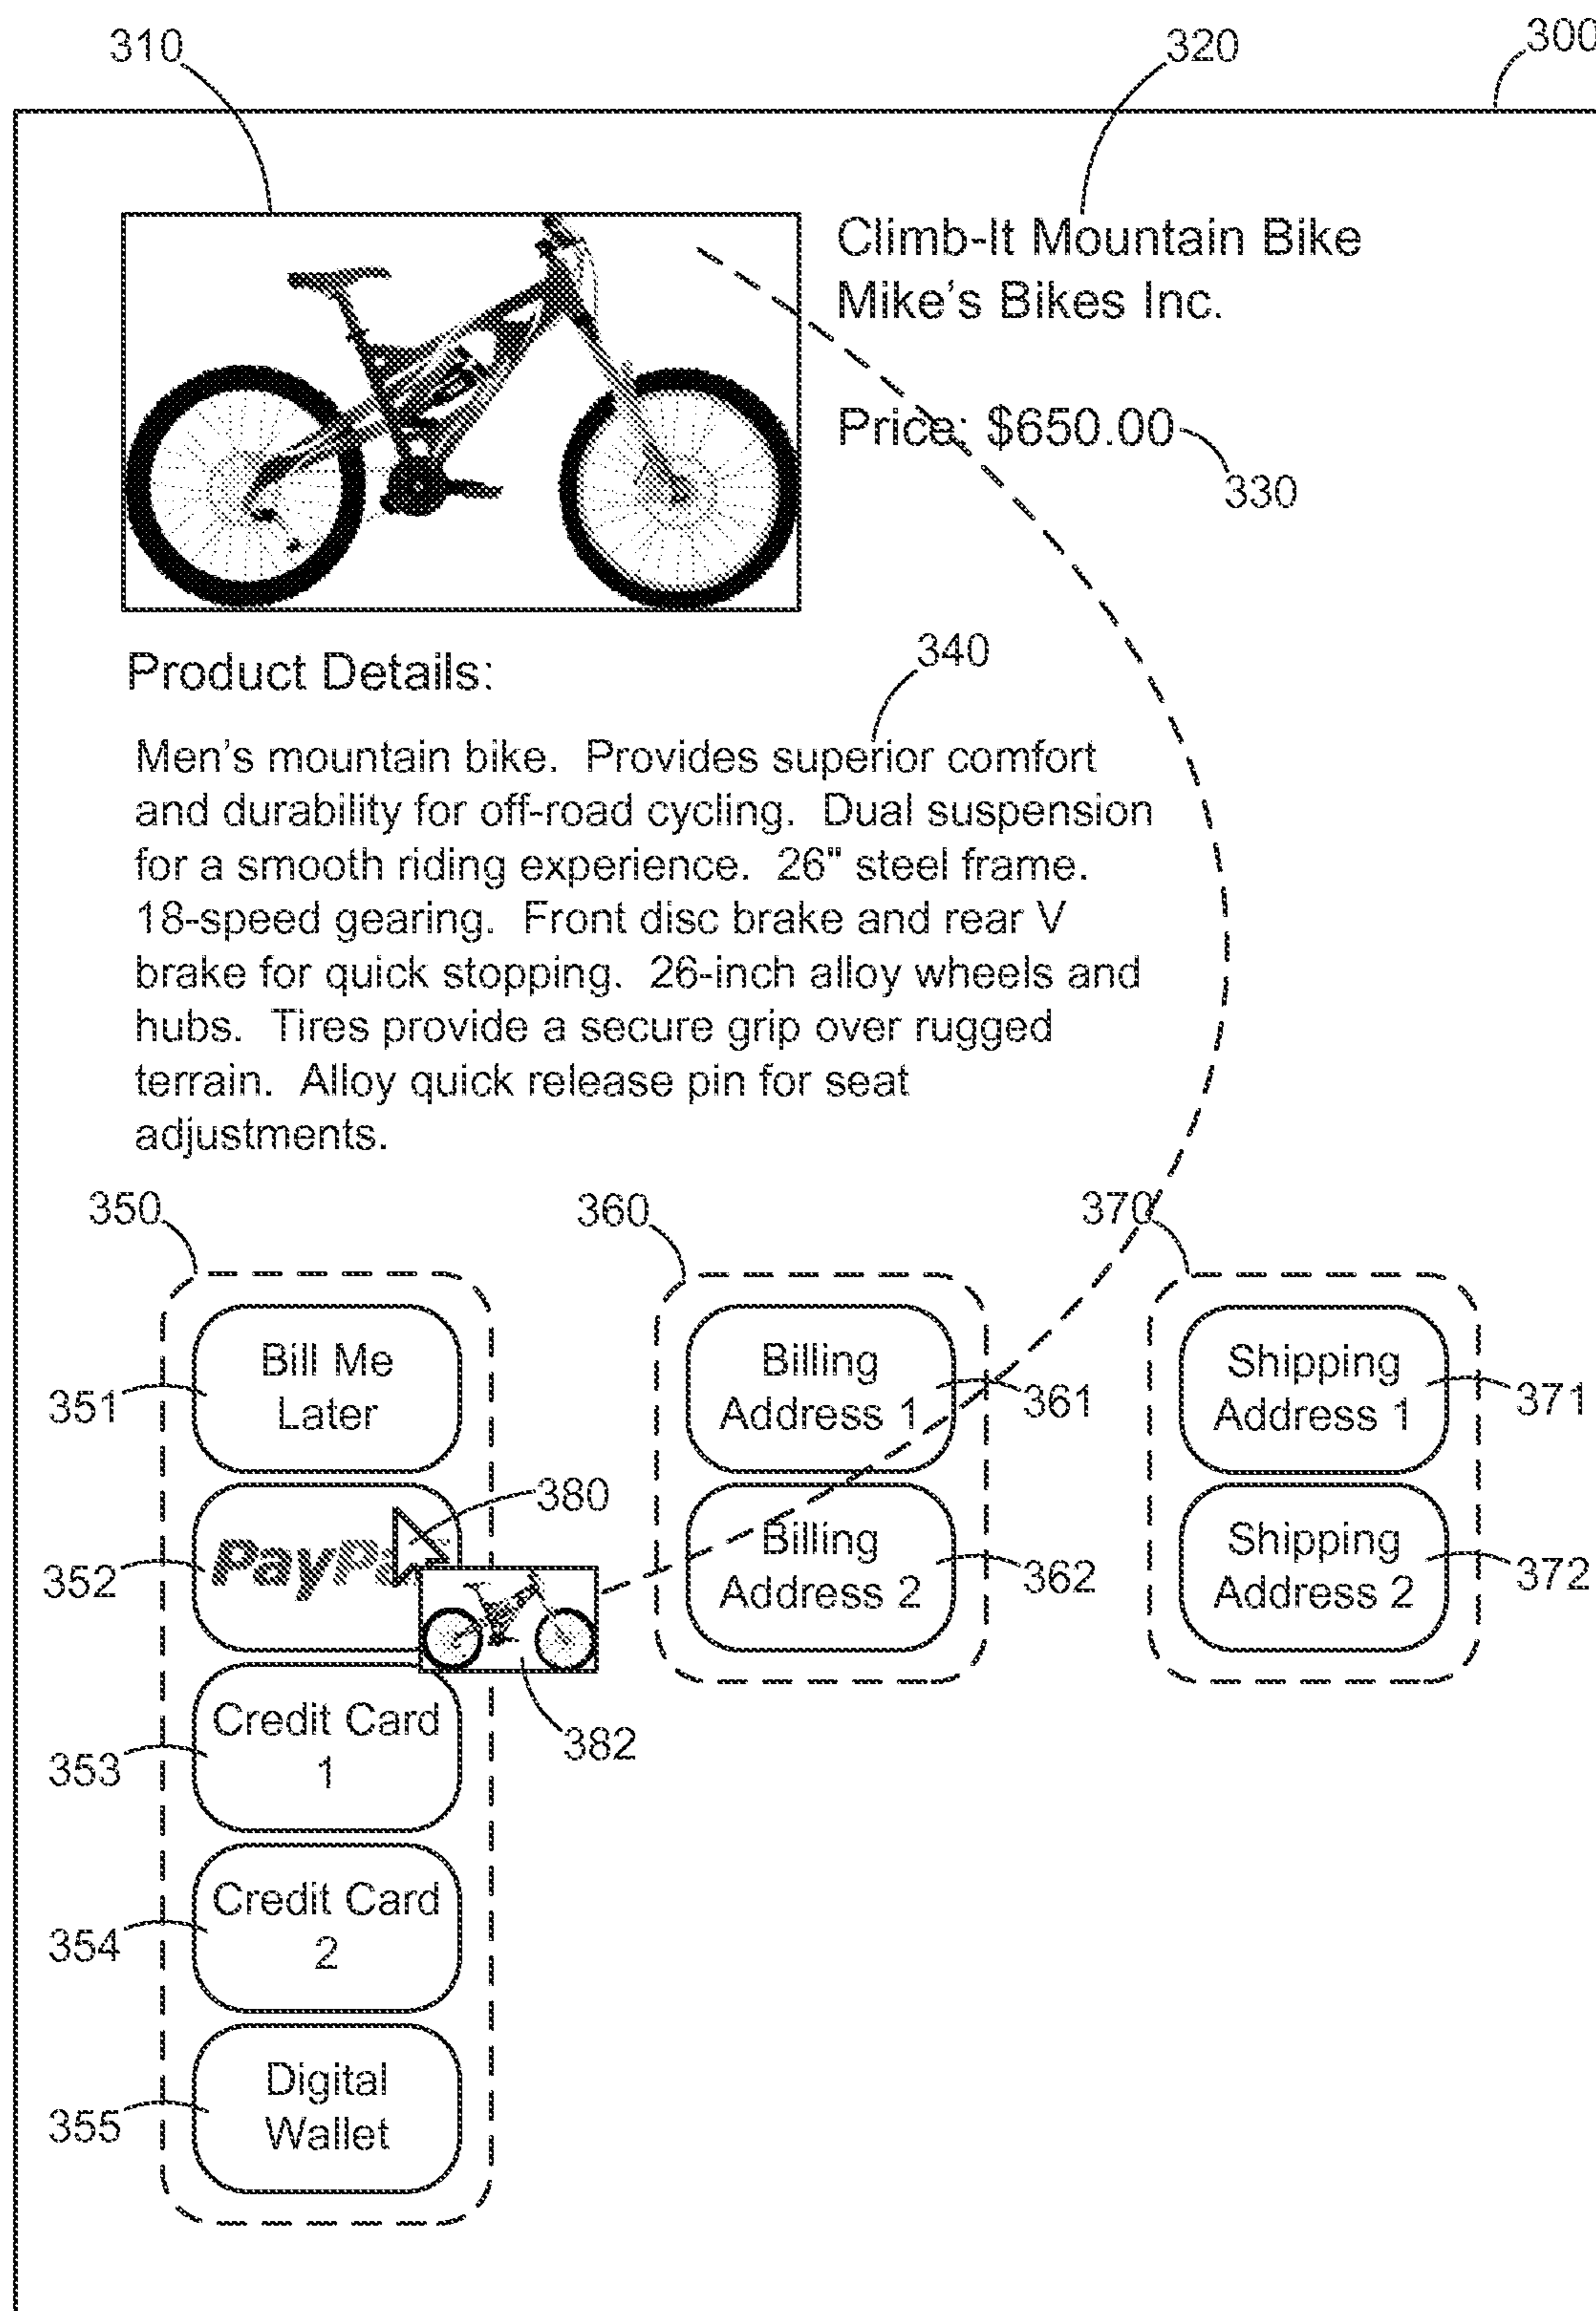 310
320
300
Climb-It Mountain Bike
Mike's Bikes Inc.
Price: $650.00
330
Product Details:
340
Men's mountain bike. Provides superior comfort
and durability for off-road cycling. Dual suspension
for a smooth riding experience. 26" steel frame.
18-speed gearing. Front disc brake and rear V
brake for quick stopping. 26-inch alloy wheels and
hubs. Tires provide a secure grip over rugged
terrain. Alloy quick release pin for seat
adjustments.
350
360
370
Bill Me
Later
351
PayPal
380
352
382
Credit Card
1
353
Credit Card
2
354
Digital
Wallet
355
Billing
Address 1
361
Billing
Address 2
362
Shipping
Address 1
371
Shipping
Address 2
372